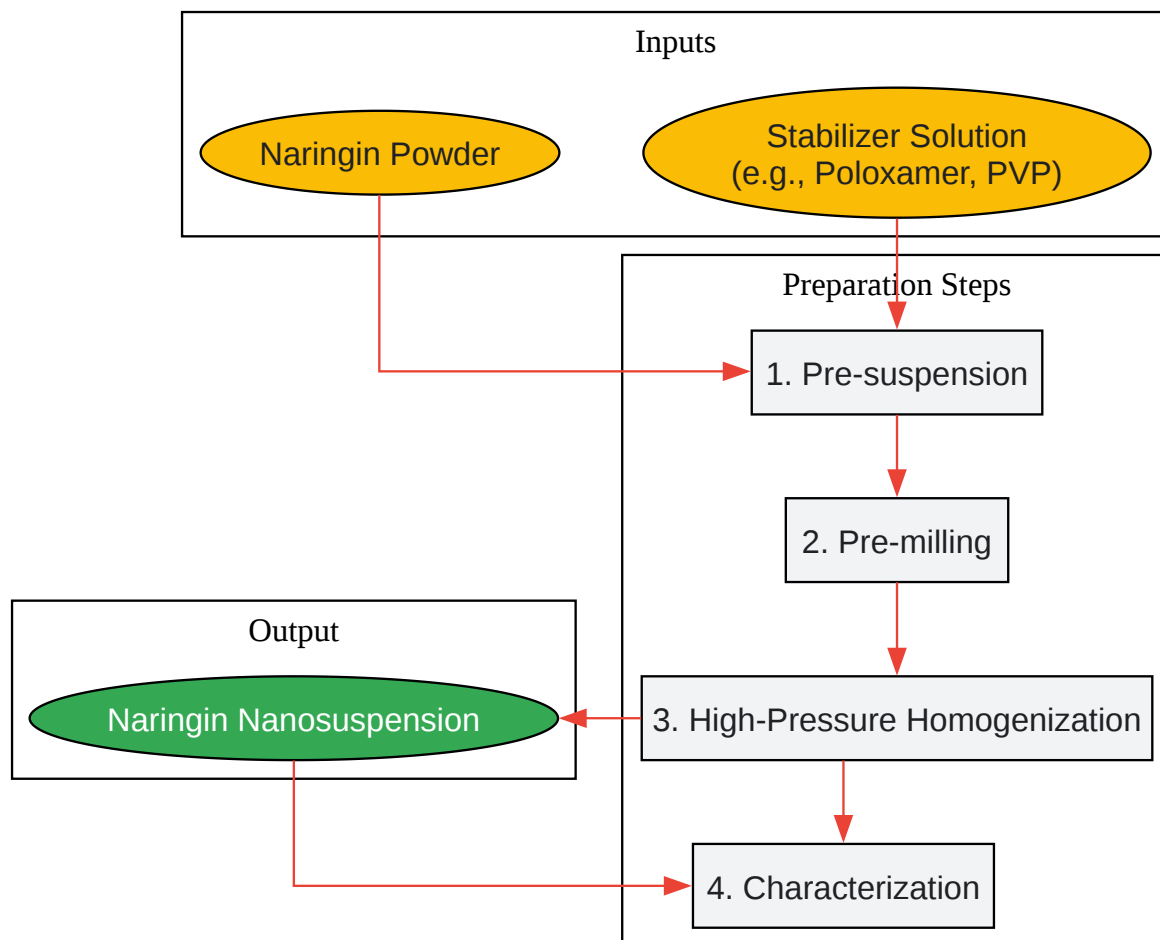 Inputs
Naringin Powder
Stabilizer Solution
(e.g., Poloxamer, PVP)
Preparation Steps
1. Pre-suspension
2. Pre-milling
Output
Naringin Nanosuspension
3. High-Pressure Homogenization
4. Characterization